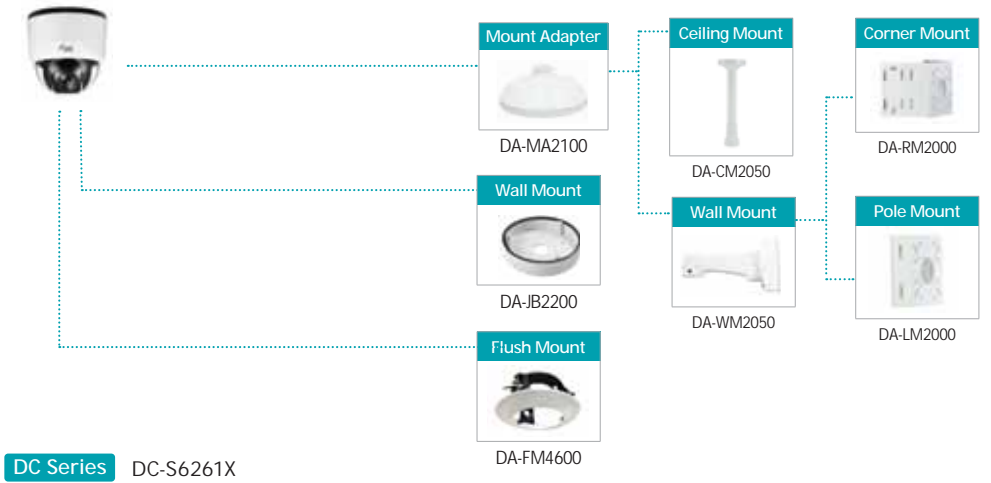 Mount Adapter
DA-MA2100
Ceiling Mount
DA-CM2050
Corner Mount
DA-RM2000
Wall Mount
DA-JB2200
Wall Mount
DA-WM2050
Pole Mount
DA-LM2000
Flush Mount
DA-FM4600
DC Series DC-S6261X